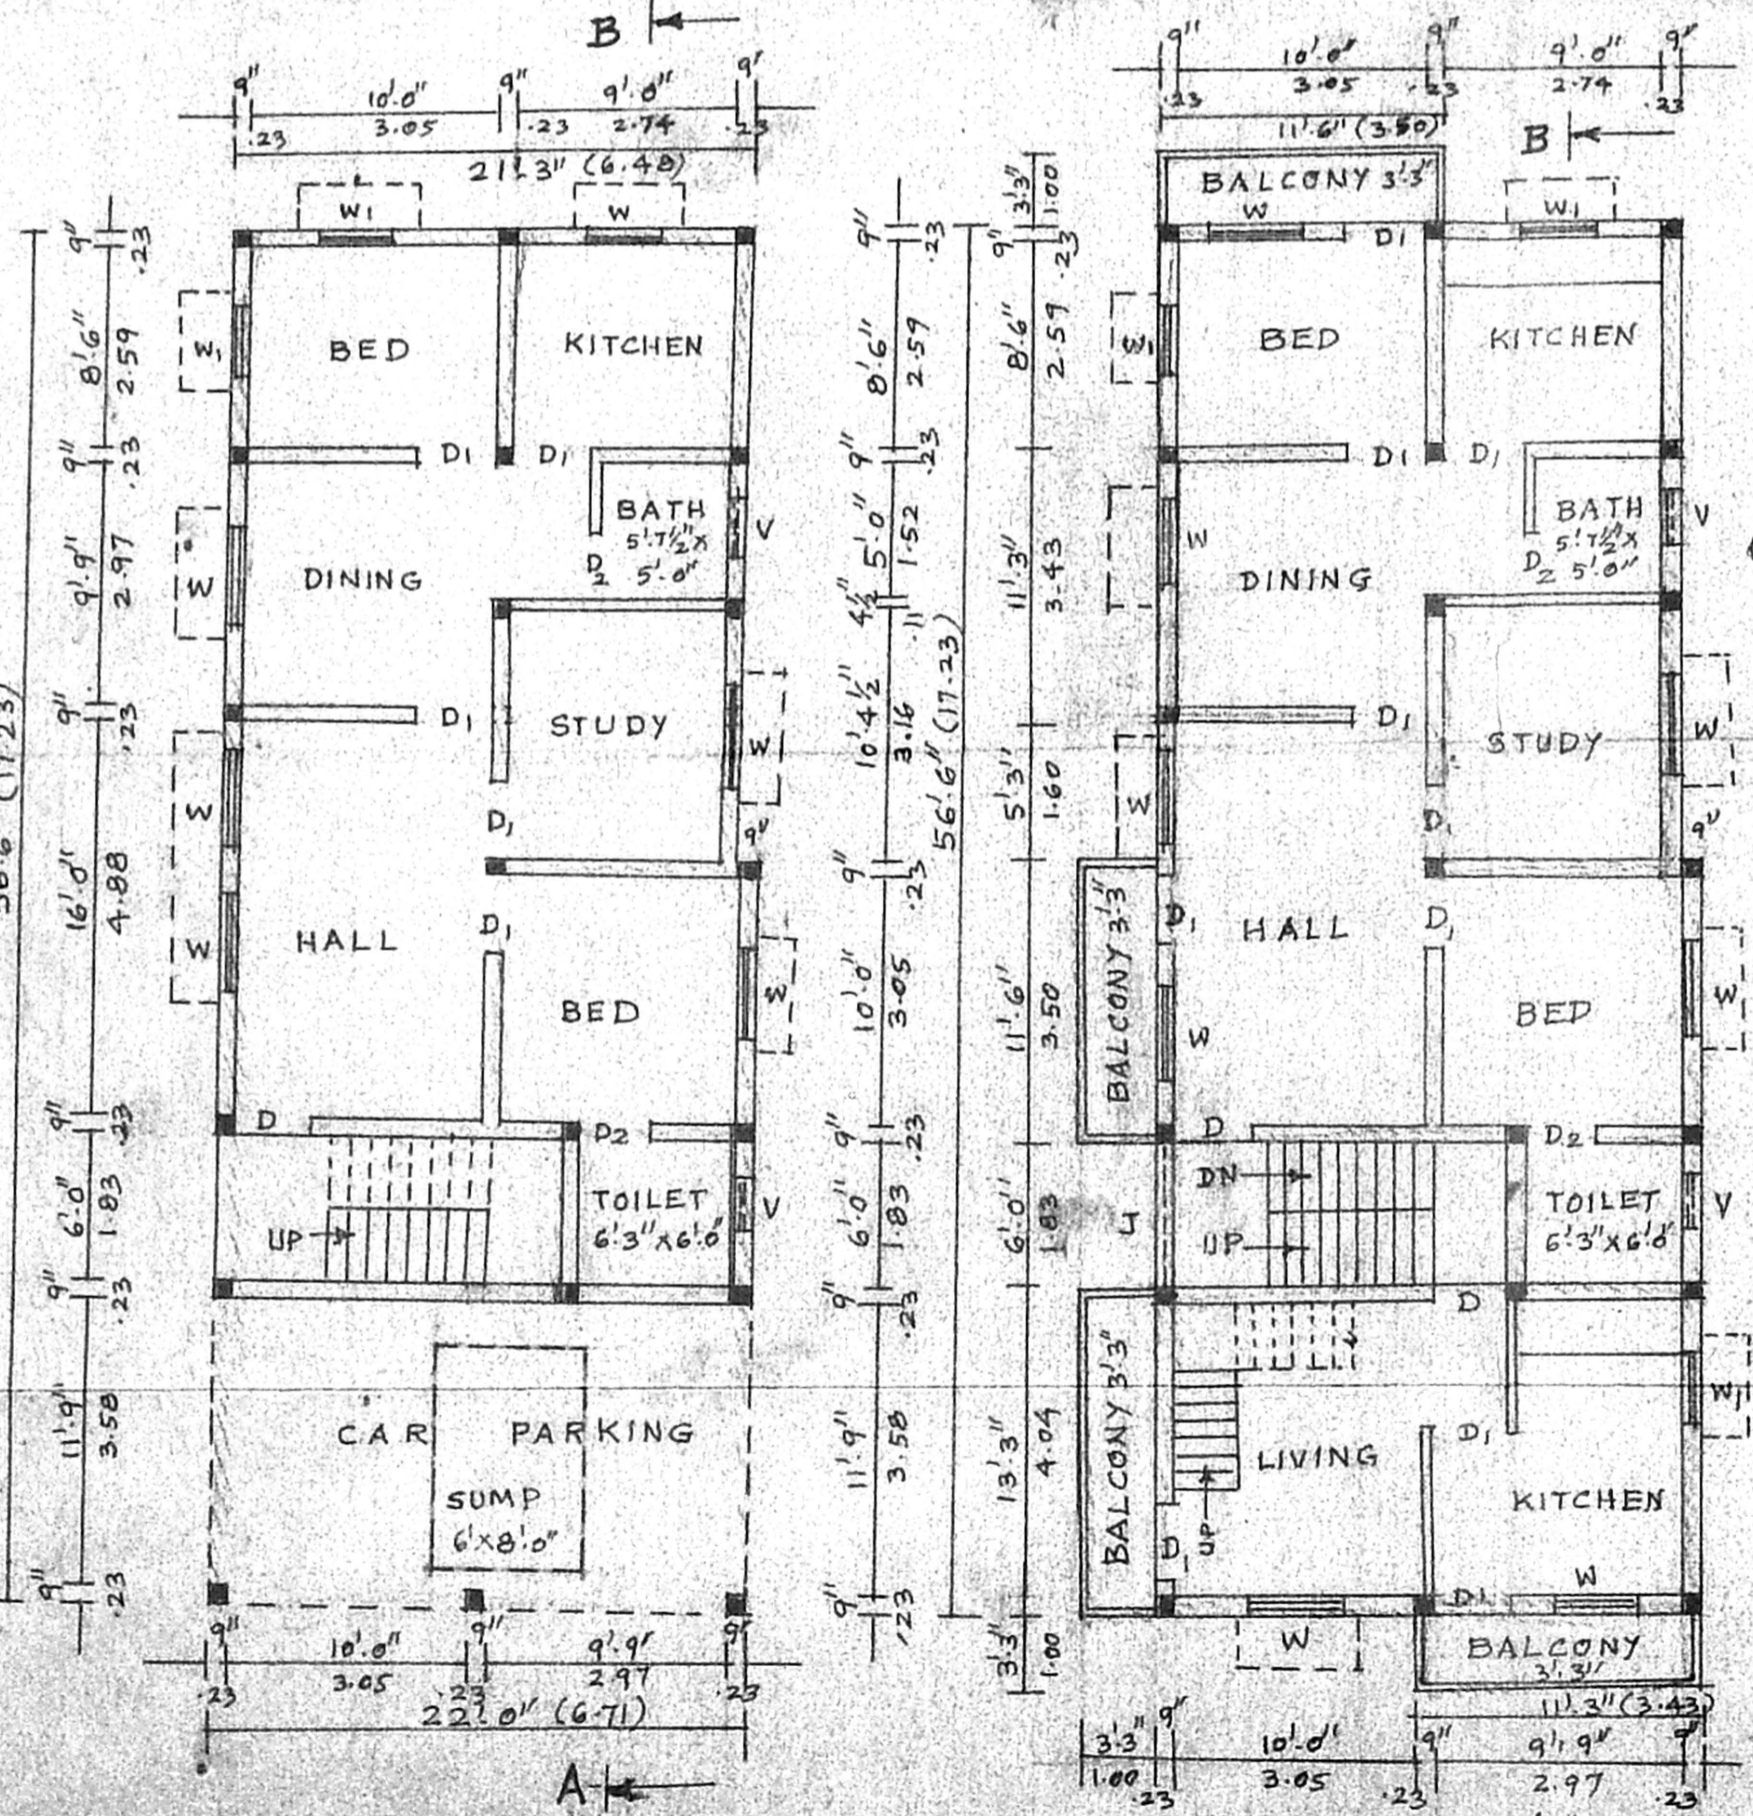 B
9" 10'.0" 9" 9'.0" 9"
.23 3.05 .23 2.74 .23
21'.3" (6.48)
W1 W
9" .23
8'.6" 2.59
9" .23
9'.9" 2.97
9" .23
16'.0" 4.88
9" .23
6'.0" 1.83
9" .23
11'.9" 3.58
9" .23
W1
BED KITCHEN
D1 D1
BATH
5'.7½"x
5'.0"
D2
V
W
DINING
D1
STUDY
W
D1
9"
W
W
HALL
D1
BED
W
D
D2
UP
TOILET
6'.3"x6'.0"
V
CAR PARKING
SUMP
6'x8'.0"
9" 10'.0" 9" 9'.9" 9"
.23 3.05 .23 2.97 .23
22'.0" (6.71)
A
9" .23
8'.6" 2.59
9" .23
5'.0" 1.52
4½" .11
10'.4½" 3.16
9" .23
10'.0" 3.05
9" .23
6'.0" 1.83
9" .23
11'.9" 3.58
9" .23
56'.6" (17.23)
9" 10'.0" 9" 9'.0" 9"
.23 3.05 .23 2.74 .23
11'.6" (3.50)
B
3'.3" 1.00
9" .23
8'.6" 2.59
11'.3" 3.43
5'.3" 1.60
11'.6" 3.50
6'.0" 1.83
13'.3" 4.04
3'.3" 1.00
BALCONY 3'.3"
W D1 W1
W1
BED KITCHEN
D1 D1
BATH
5'.7½"x
D2 5'.0"
V
W
DINING
D1
STUDY
W
W
D1
9"
BALCONY 3'.3"
D1
HALL
D1
W
BED
W
D
D2
DN
UP
TOILET
6'.3"x6'.0"
V
D
BALCONY 3'.3"
LIVING
D1
W1
KITCHEN
UP
D1
D1
W
W
BALCONY
3'.3"
11'.3" (3.43)
3'.3" 9" 10'.0" 9" 9'.9" 9"
1.00 .23 3.05 .23 2.97 .23